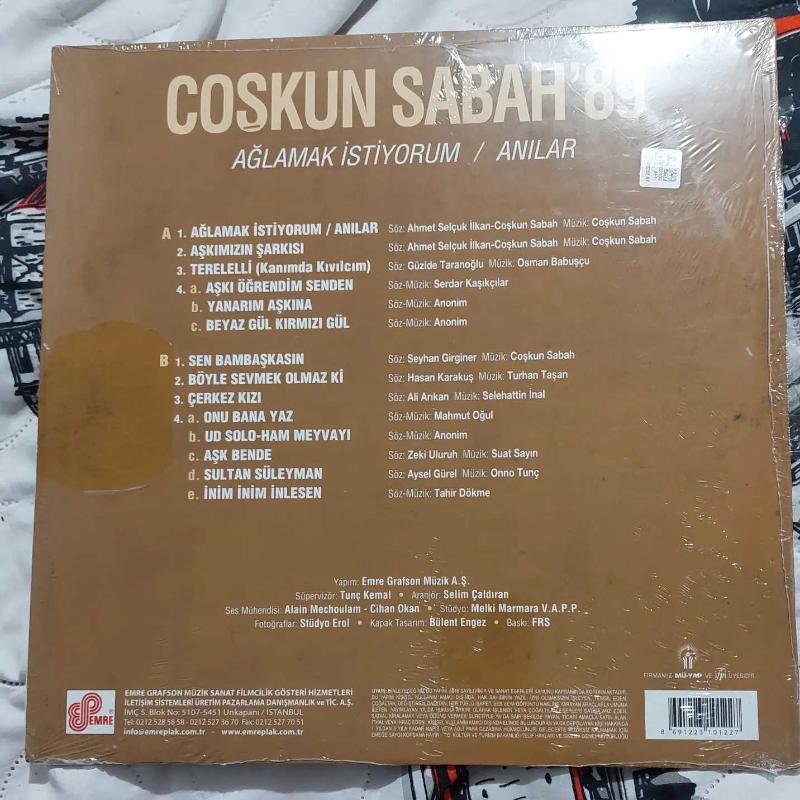 COŞKUN SABAH'89
AĞLAMAK İSTİYORUM / ANILAR
A 1. AĞLAMAK İSTİYORUM / ANILAR Söz: Ahmet Selçuk İlkan-Coşkun Sabah Müzik: Coşkun Sabah
2. AŞKIMIZIN ŞARKISI Söz: Ahmet Selçuk İlkan-Coşkun Sabah Müzik: Coşkun Sabah
3. TERELELLİ (Kanımda Kıvılcım) Söz: Güzide Taranoğlu Müzik: Osman Babuşçu
4. a. AŞKI ÖĞRENDİM SENDEN Söz-Müzik: Serdar Kaşıkçılar
b. YANARIM AŞKINA Söz-Müzik: Anonim
c. BEYAZ GÜL KIRMIZI GÜL Söz-Müzik: Anonim
B 1. SEN BAMBAŞKASIN Söz: Seyhan Girginer Müzik: Coşkun Sabah
2. BÖYLE SEVMEK OLMAZ Kİ Söz: Hasan Karakuş Müzik: Turhan Taşan
3. ÇERKEZ KIZI Söz: Ali Arıkan Müzik: Selehattin İnal
4. a. ONU BANA YAZ Söz-Müzik: Mahmut Oğul
b. UD SOLO-HAM MEYVAYI Söz-Müzik: Anonim
c. AŞK BENDE Söz: Zeki Uluruh Müzik: Suat Sayın
d. SULTAN SÜLEYMAN Söz: Aysel Gürel Müzik: Onno Tunç
e. İNİM İNİM İNLESEN Söz-Müzik: Tahir Dökme
Yapım: Emre Grafson Müzik A.Ş.
Süpervizör: Tunç Kemal • Aranjör: Selim Çaldıran
Ses Mühendisi: Alain Mechoulam - Cihan Okan • Stüdyo: Melki Marmara V.A.P.P.
Fotoğraflar: Stüdyo Erol • Kapak Tasarım: Bülent Engez • Baskı: FRS
FİRMAMIZ MÜ-YAP VE ÜYESİDİR.
EMRE
EMRE GRAFSON MÜZİK SANAT FİLMCİLİK GÖSTERİ HİZMETLERİ
İLETİŞİM SİSTEMLERİ ÜRETİM PAZARLAMA DANIŞMANLIK ve TİC. A.Ş.
İMÇ 5. Blok No: 5107-5451 Unkapanı / İSTANBUL
Tel: 0212 528 58 58 - 0212 527 36 70 Fax: 0212 527 70 51
info@emreplak.com - www.emreplak.com
8 691223 101227